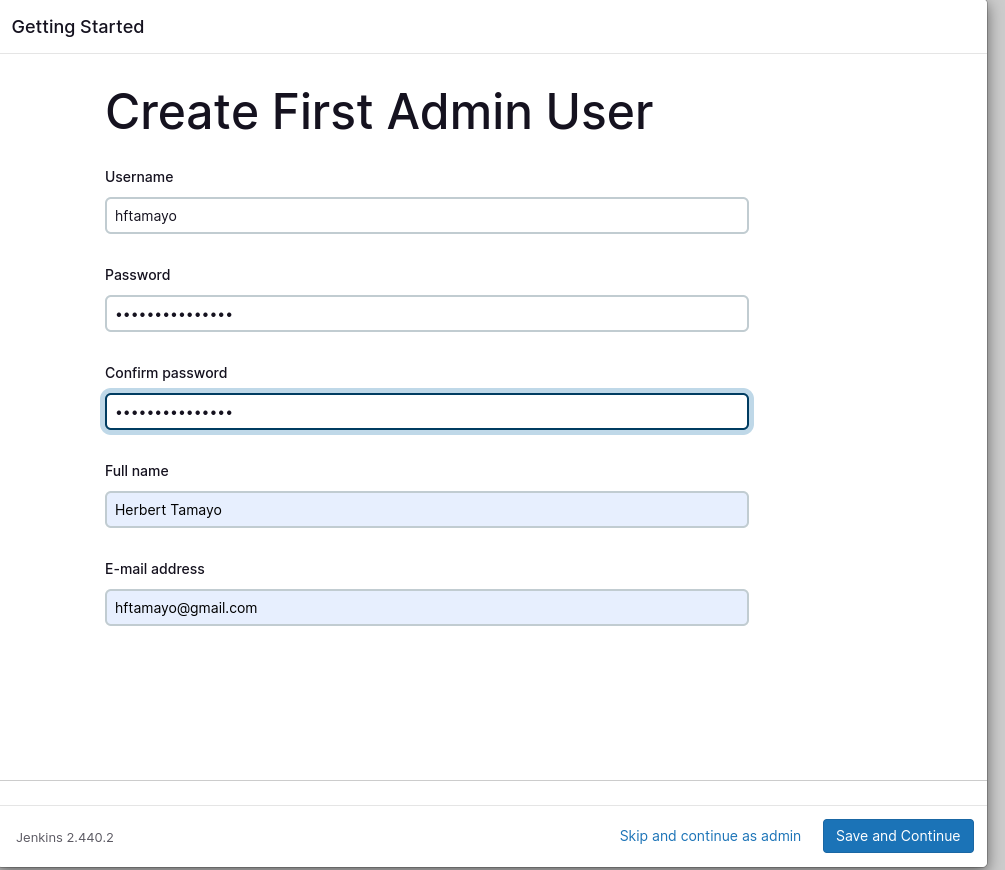 Getting Started
Create First Admin User
Username
hftamayo
Password
•••••••••••••••
Confirm password
•••••••••••••••
Full name
Herbert Tamayo
E-mail address
hftamayo@gmail.com
Jenkins 2.440.2
Skip and continue as admin
Save and Continue